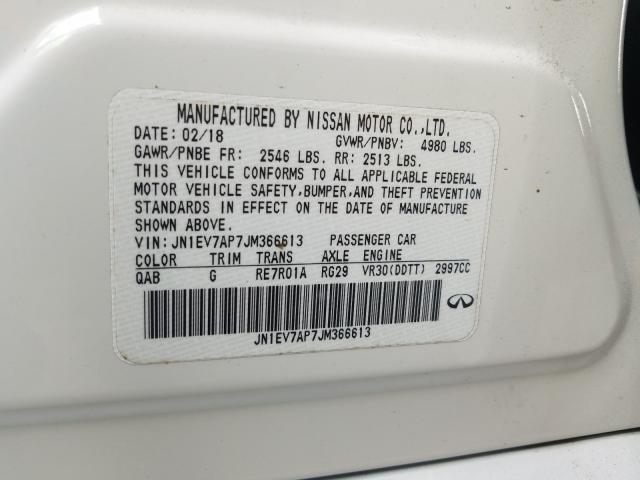 MANUFACTURED BY NISSAN MOTOR CO.,LTD.
DATE: 02/18 GVWR/PNBV: 4980 LBS.
GAWR/PNBE FR: 2546 LBS. RR: 2513 LBS.
THIS VEHICLE CONFORMS TO ALL APPLICABLE FEDERAL
MOTOR VEHICLE SAFETY,BUMPER,AND THEFT PREVENTION
STANDARDS IN EFFECT ON THE DATE OF MANUFACTURE
SHOWN ABOVE.
VIN:JN1EV7AP7JM366613 PASSENGER CAR
COLOR TRIM TRANS AXLE ENGINE
QAB G RE7R01A RG29 VR30(DDTT) 2997CC
JN1EV7AP7JM366613